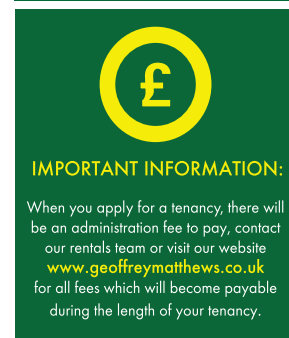 £
IMPORTANT INFORMATION:
When you apply for a tenancy, there will
be an administration fee to pay, contact
our rentals team or visit our website
www.geoffreymatthews.co.uk
for all fees which will become payable
during the length of your tenancy.